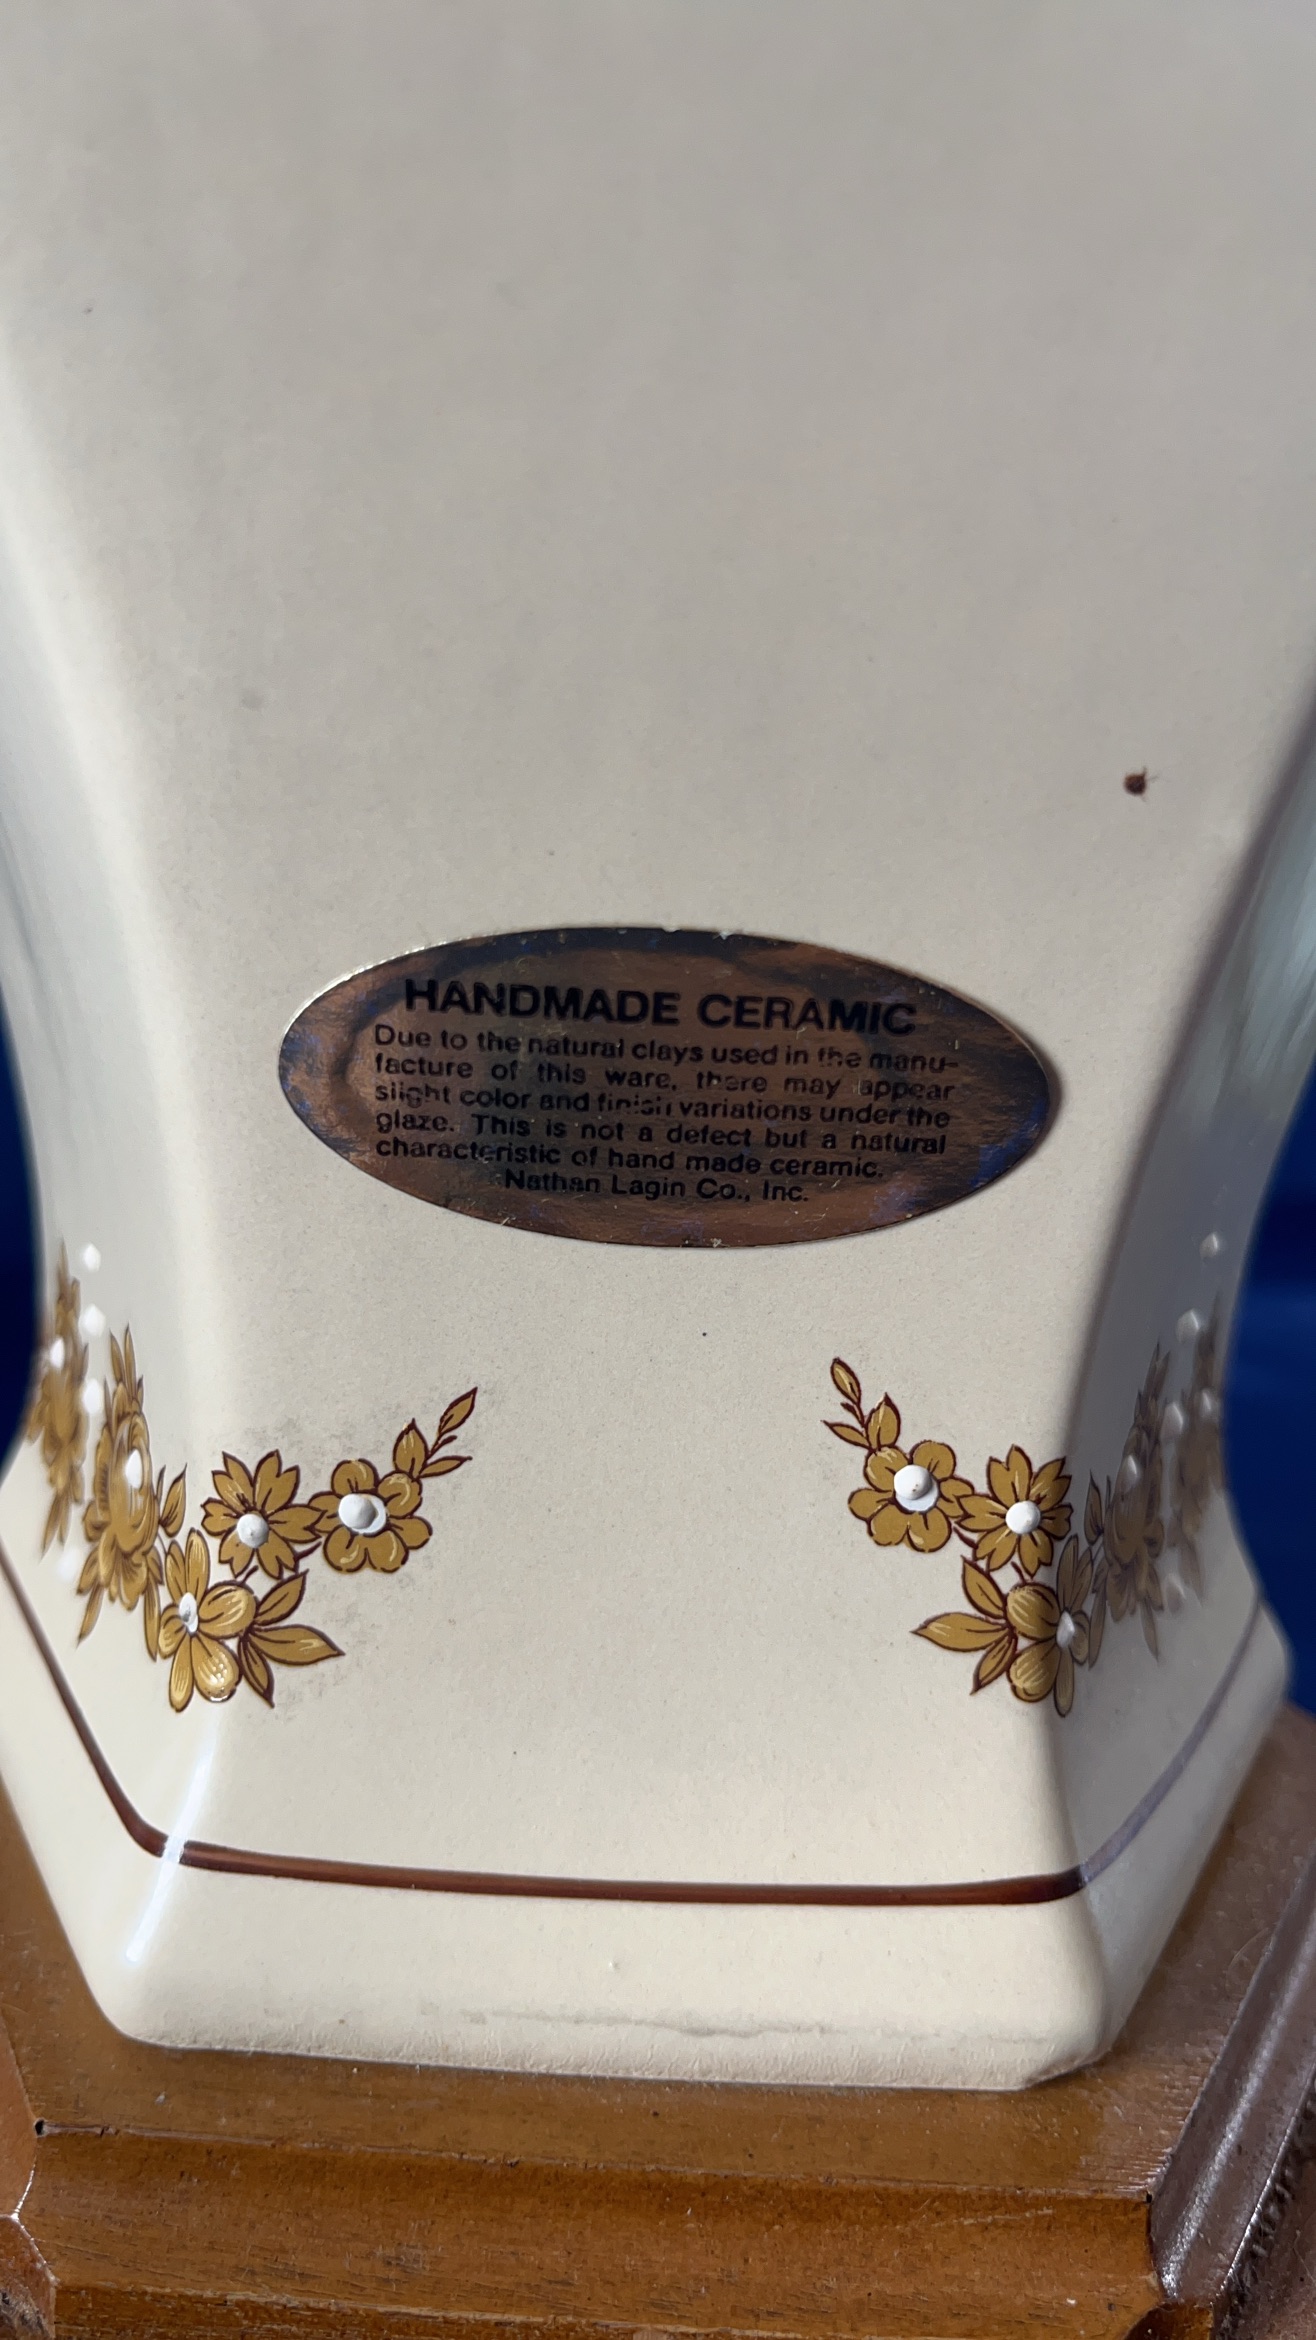 HANDMADE CERAMIC
Due to the natural clays used in the manu-
facture of this ware, there may appear
slight color and finish variations under the
glaze. This is not a defect but a natural
characteristic of hand made ceramic.
Nathan Lagin Co., Inc.